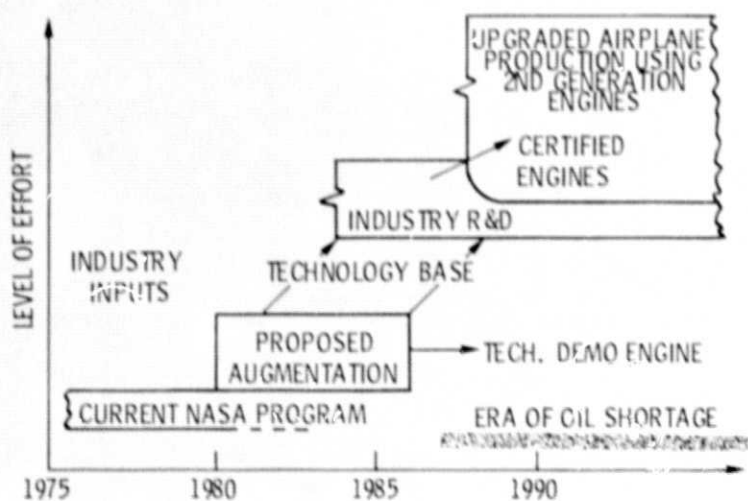 UPGRADED AIRPLANE
PRODUCTION USING
2ND GENERATION
ENGINES
CERTIFIED
ENGINES
INDUSTRY R&D
LEVEL OF EFFORT
INDUSTRY
INPUTS
TECHNOLOGY BASE
PROPOSED
AUGMENTATION
TECH. DEMO ENGINE
CURRENT NASA PROGRAM
ERA OF OIL SHORTAGE
1975
1980
1985
1990